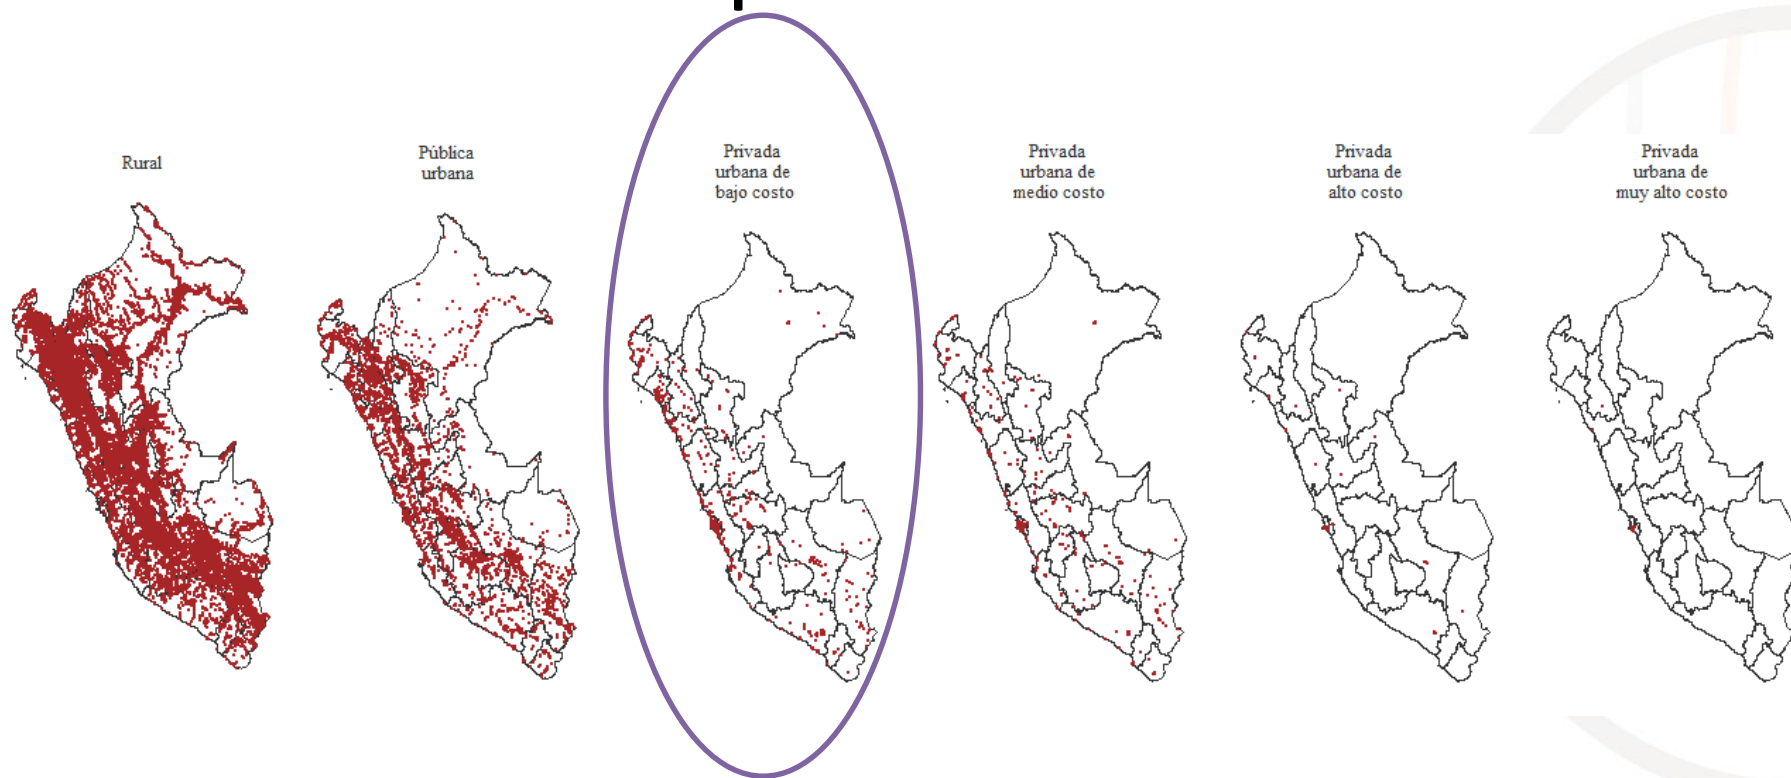 Rural
Pública
urbana
Privada
urbana de
bajo costo
Privada
urbana de
medio costo
Privada
urbana de
alto costo
Privada
urbana de
muy alto costo